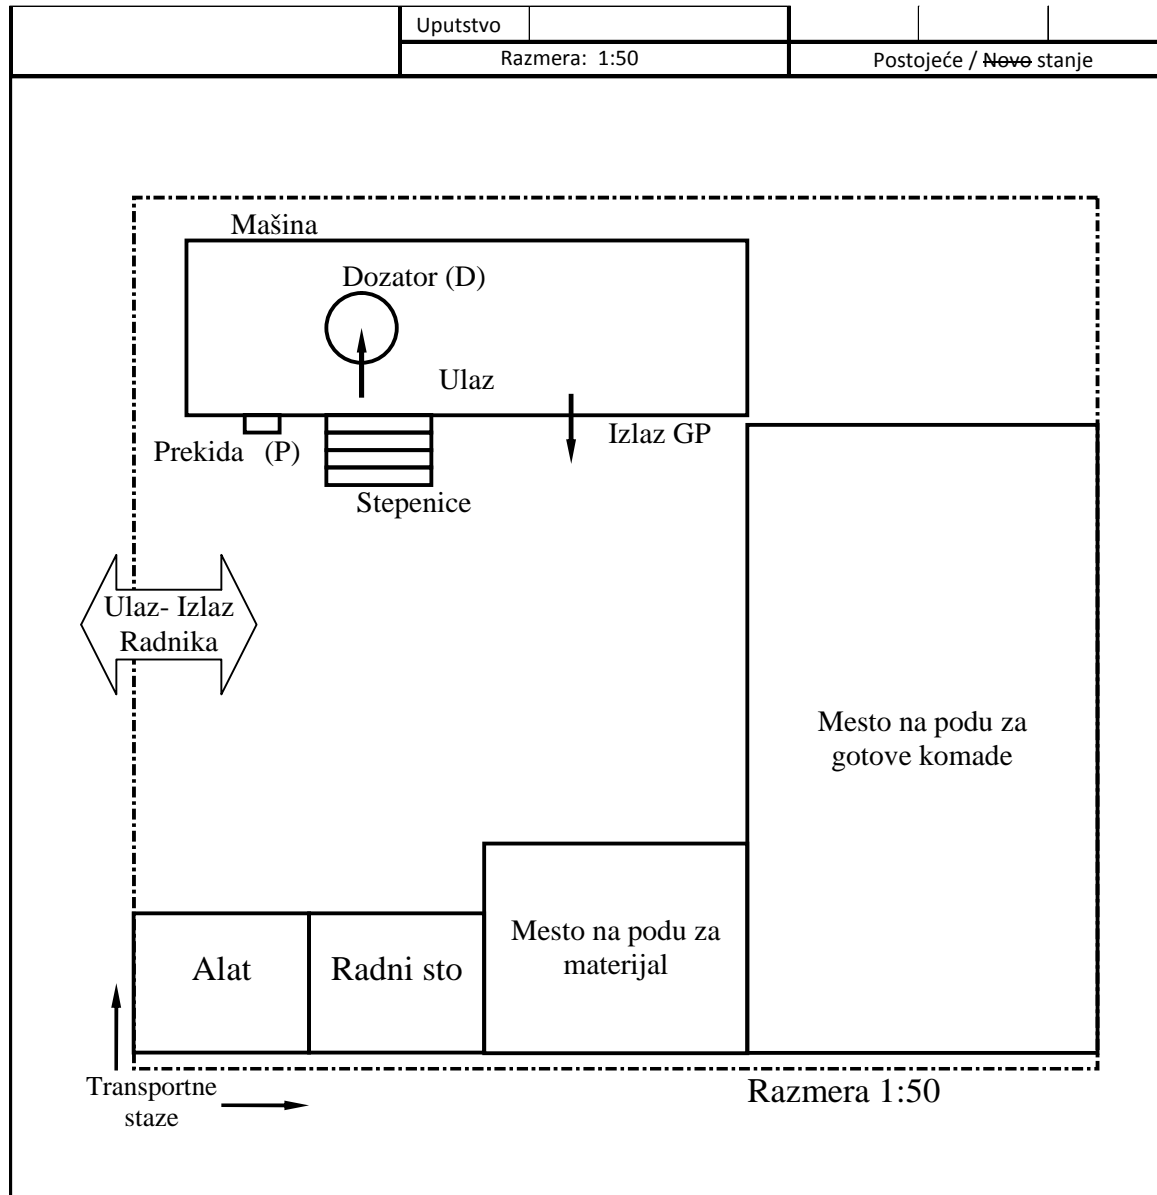 Uputstvo
Razmera: 1:50
Postojeće / Novo stanje
Mašina
Dozator (D)
Ulaz
Izlaz GP
Prekida (P)
Stepenice
Ulaz- Izlaz
Radnika
Mesto na podu za
gotove komade
Mesto na podu za
materijal
Alat
Radni sto
Transportne
staze
Razmera 1:50